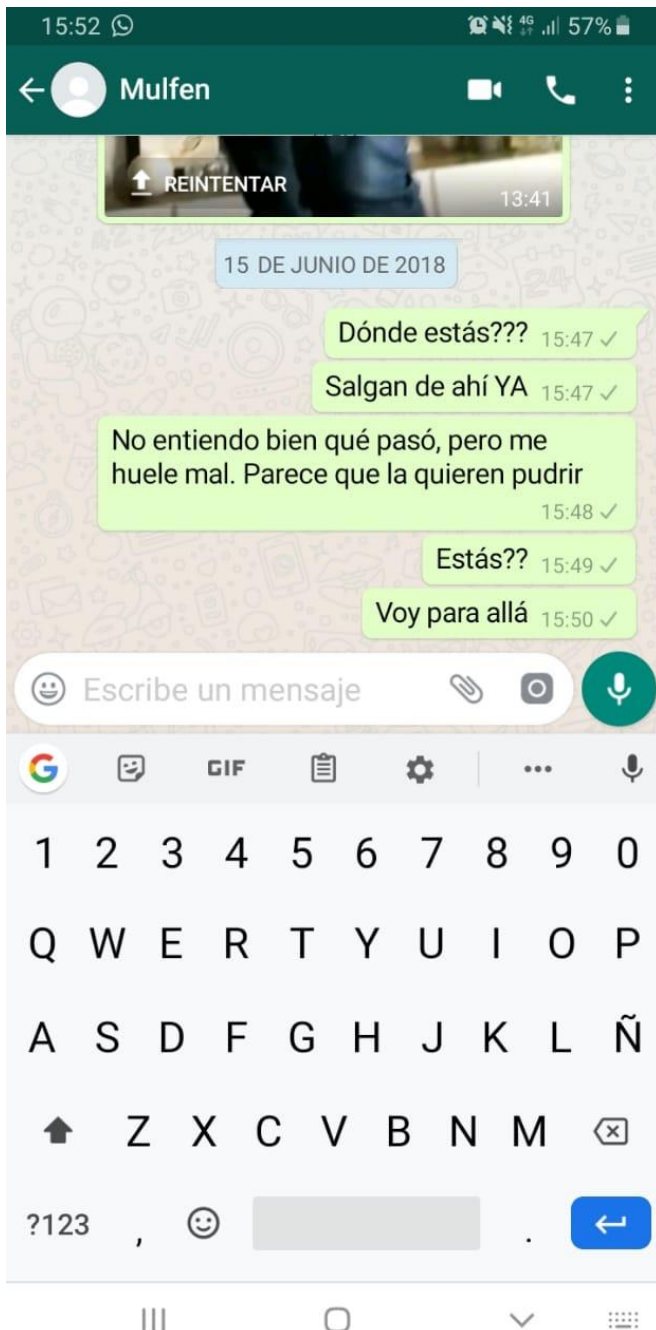 15:52 4G 57%
Mulfen
REINTENTAR 13:41
15 DE JUNIO DE 2018
Dónde estás??? 15:47
Salgan de ahí YA 15:47
No entiendo bien qué pasó, pero me
huele mal. Parece que la quieren pudrir
15:48
Estás?? 15:49
Voy para allá 15:50
Escribe un mensaje
G GIF
1 2 3 4 5 6 7 8 9 0
Q W E R T Y U I O P
A S D F G H J K L Ñ
Z X C V B N M
?123 , .